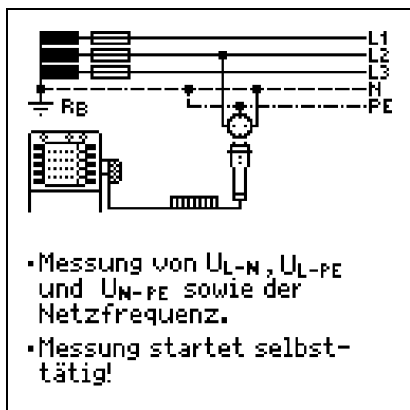 L1
L2
L3
N
PE
RB
•Messung von UL-N, UL-PE
und UN-PE sowie der
Netzfrequenz.
•Messung startet selbst-
tätig!